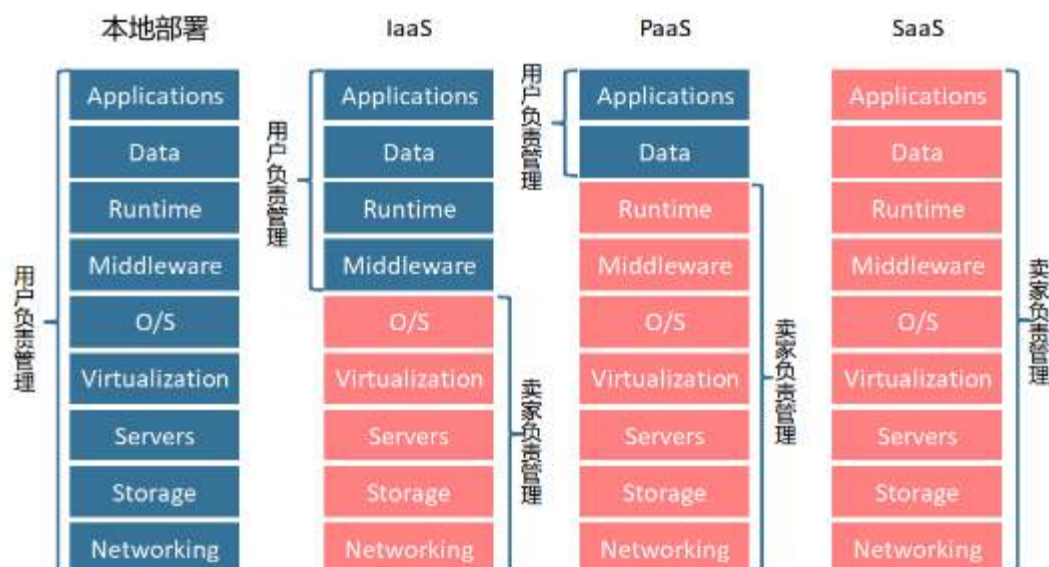 本地部署
IaaS
PaaS
SaaS
用户负责管理
Applications
Data
Runtime
Middleware
O/S
Virtualization
Servers
Storage
Networking
用户负责管理
Applications
Data
Runtime
Middleware
O/S
Virtualization
Servers
Storage
Networking
卖家负责管理
用户负责管理
Applications
Data
Runtime
Middleware
O/S
Virtualization
Servers
Storage
Networking
卖家负责管理
Applications
Data
Runtime
Middleware
O/S
Virtualization
Servers
Storage
Networking
卖家负责管理